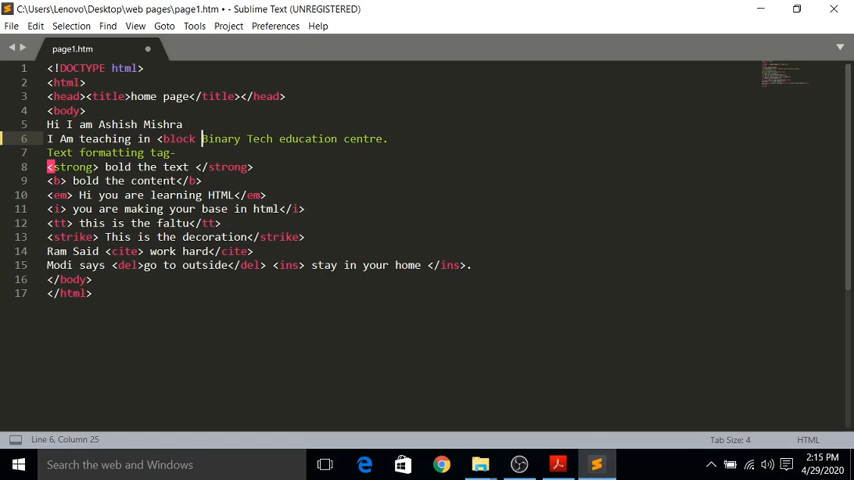 C:\Users\Lenovo\Desktop\web pages\page1.htm • - Sublime Text (UNREGISTERED)
File Edit Selection Find View Goto Tools Project Preferences Help
page1.htm
1 <!DOCTYPE html>
2 <html>
3 <head><title>home page</title></head>
4 <body>
5 Hi I am Ashish Mishra
6 I Am teaching in <block Binary Tech education centre.
7 Text formatting tag-
8 <strong> bold the text </strong>
9 <b> bold the content</b>
10 <em> Hi you are learning HTML</em>
11 <i> you are making your base in html</i>
12 <tt> this is the faltu</tt>
13 <strike> This is the decoration</strike>
14 Ram Said <cite> work hard</cite>
15 Modi says <del>go to outside</del> <ins> stay in your home </ins>.
16 </body>
17 </html>
Line 6, Column 25 Tab Size: 4 HTML
Search the web and Windows
2:15 PM
4/29/2020